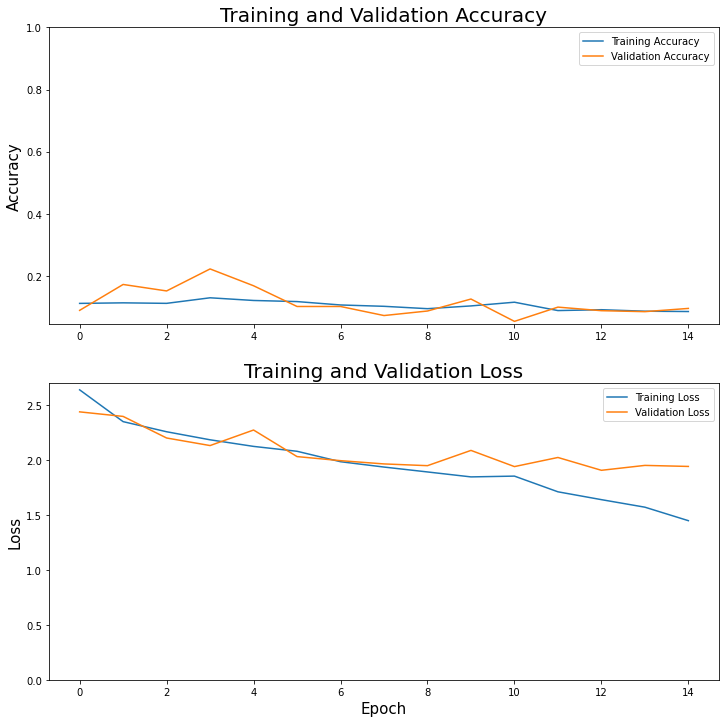 Training and Validation Accuracy
Training Accuracy
Validation Accuracy
1.0
0.8
0.6
0.4
0.2
Accuracy
0 2 4 6 8 10 12 14
Training and Validation Loss
Training Loss
Validation Loss
2.5
2.0
1.5
1.0
0.5
0.0
Loss
0 2 4 6 8 10 12 14
Epoch